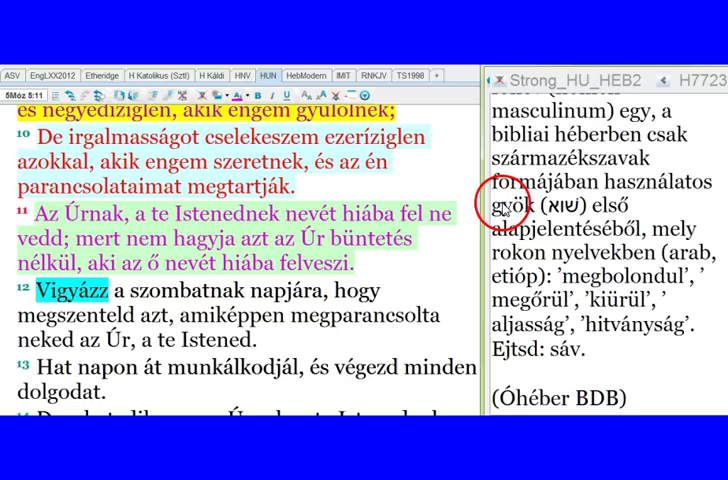 ASV EngLXX2012 Etheridge H Katolikus (SztI) H Káldi HNV HUN HebModern IMIT RNKJV TS1998 +
5Móz 5:11
és negyedíziglen, akik engem gyűlölnek;
10 De irgalmasságot cselekeszem ezeríziglen
azokkal, akik engem szeretnek, és az én
parancsolataimat megtartják.
11 Az Úrnak, a te Istenednek nevét hiába fel ne
vedd; mert nem hagyja azt az Úr büntetés
nélkül, aki az ő nevét hiába felveszi.
12 Vigyázz a szombatnak napjára, hogy
megszenteld azt, amiképpen megparancsolta
neked az Úr, a te Istened.
13 Hat napon át munkálkodjál, és végezd minden
dolgodat.
Strong_HU_HEB2 H7723
masculinum) egy, a
bibliai héberben csak
származékszavak
formájában használatos
gyök (שׁוא) első
alapjelentéséből, mely
rokon nyelvekben (arab,
etióp): ’megbolondul’, ’
megőrül’, ’kiürül’, ’
aljasság’, ’hitványság’.
Ejtsd: sáv.
(Óhéber BDB)